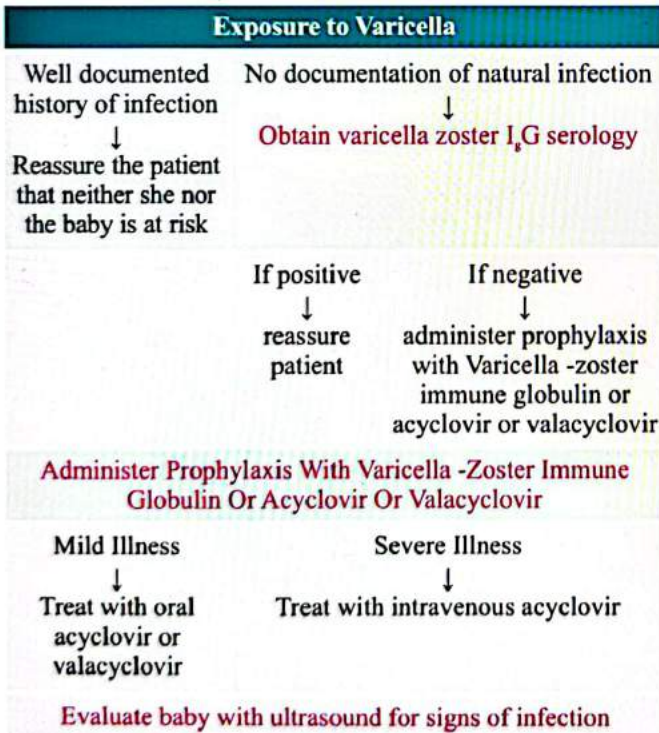 Exposure to Varicella
Well documented
history of infection
↓
Reassure the patient
that neither she nor
the baby is at risk
No documentation of natural infection
↓
Obtain varicella zoster IgG serology
If positive
↓
reassure
patient
If negative
↓
administer prophylaxis
with Varicella -zoster
immune globulin or
acyclovir or valacyclovir
Administer Prophylaxis With Varicella -Zoster Immune
Globulin Or Acyclovir Or Valacyclovir
Mild Illness
↓
Treat with oral
acyclovir or
valacyclovir
Severe Illness
↓
Treat with intravenous acyclovir
Evaluate baby with ultrasound for signs of infection